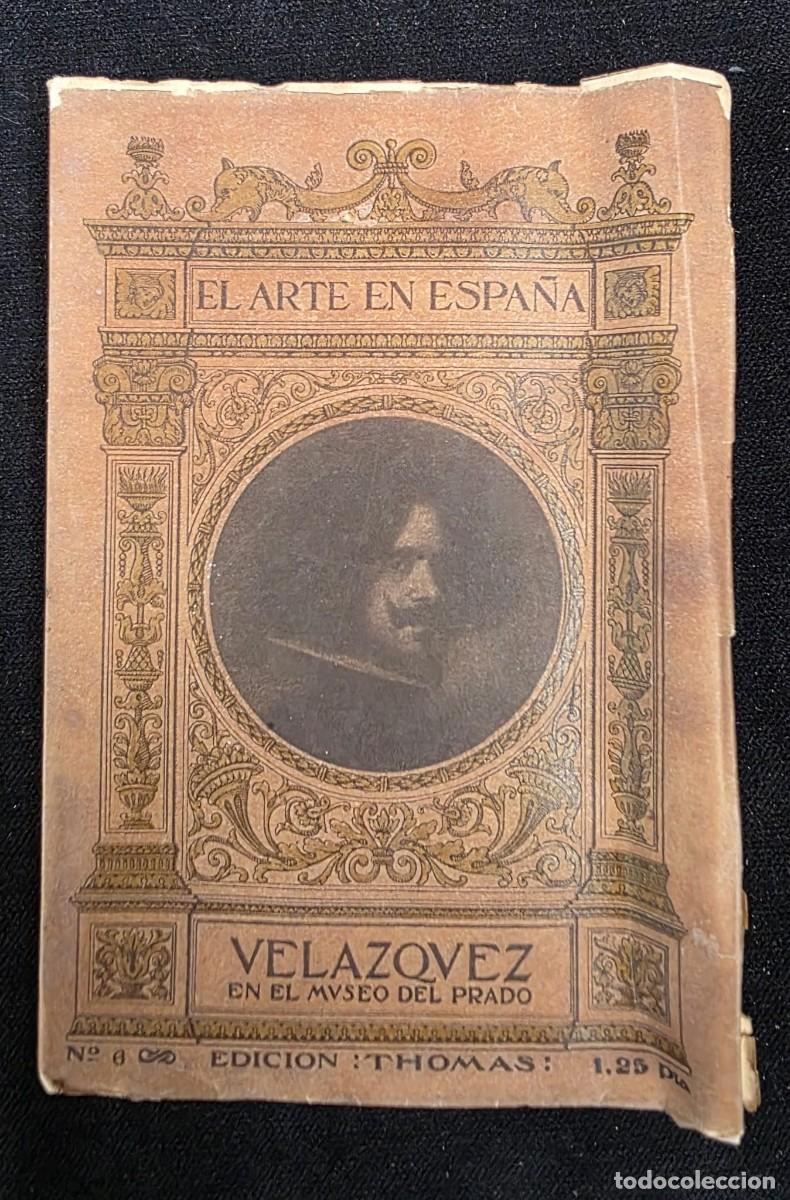 EL ARTE EN ESPAÑA
VELAZQVEZ
EN EL MVSEO DEL PRADO
Nº 6 EDICION :THOMAS: 1.25 Pta
todocoleccion